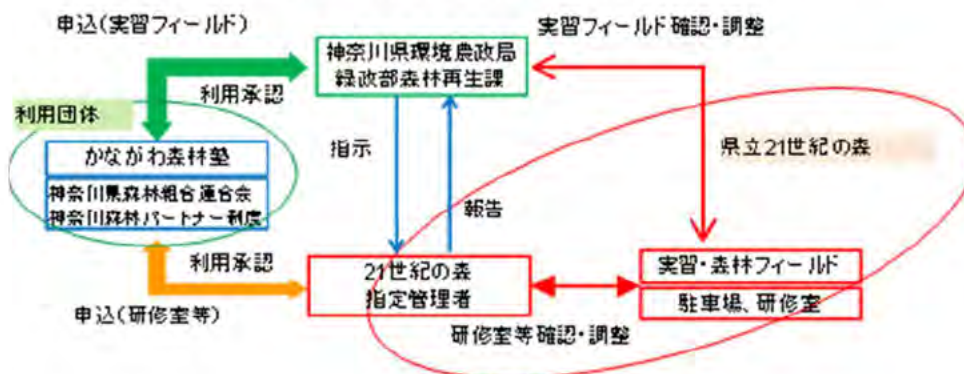 申込(実習フィールド)
実習フィールド確認・調整
神奈川県環境農政局
緑政部森林再生課
利用承認
利用団体
かながわ森林塾
神奈川県森林組合連合会
神奈川森林パートナー制度
指示
報告
県立21世紀の森
利用承認
申込(研修室等)
21世紀の森
指定管理者
実習・森林フィールド
駐車場、研修室
研修室等確認・調整